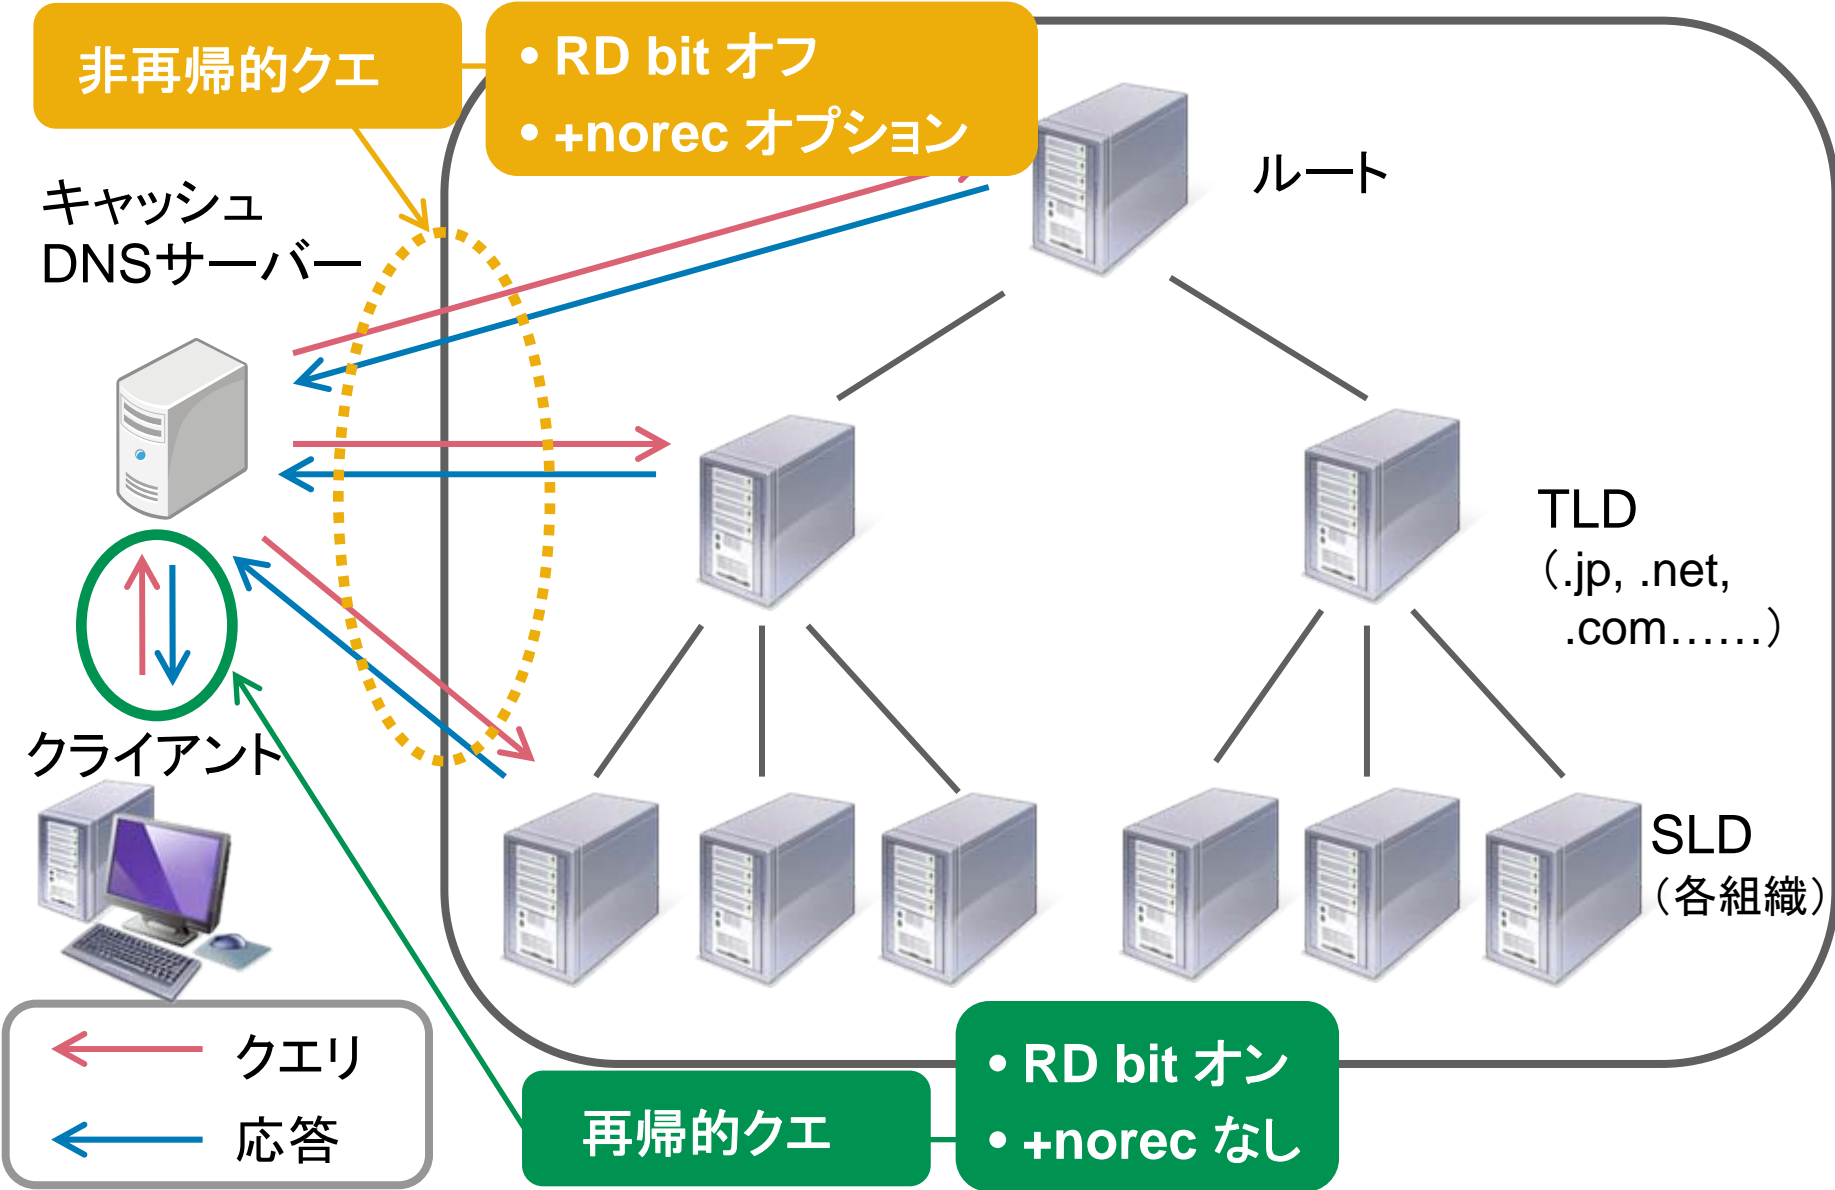 非再帰的クエ
• RD bit オフ
• +norec オプション
キャッシュ
DNSサーバー
ルート
TLD
（.jp, .net,
.com……）
クライアント
SLD
（各組織）
クエリ
応答
再帰的クエ
• RD bit オン
• +norec なし